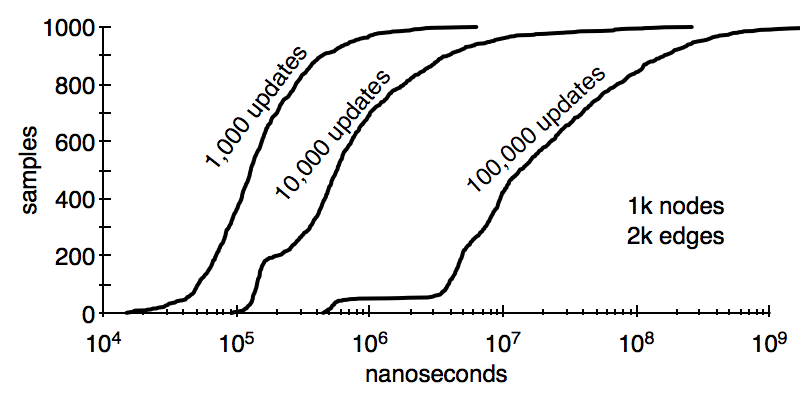 1000
800
600
400
200
0
samples
1,000 updates
10,000 updates
100,000 updates
1k nodes
2k edges
10⁴ 10⁵ 10⁶ 10⁷ 10⁸ 10⁹
nanoseconds